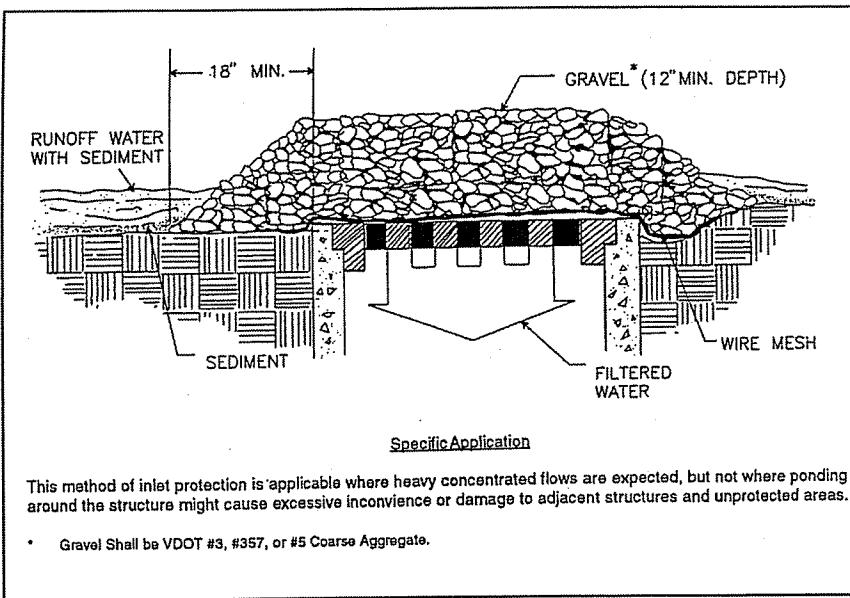 18" MIN.
GRAVEL* (12" MIN. DEPTH)
RUNOFF WATER
WITH SEDIMENT
SEDIMENT
WIRE MESH
FILTERED
WATER
Specific Application
This method of inlet protection is applicable where heavy concentrated flows are expected, but not where ponding
around the structure might cause excessive inconvience or damage to adjacent structures and unprotected areas.
* Gravel Shall be VDOT #3, #357, or #5 Coarse Aggregate.